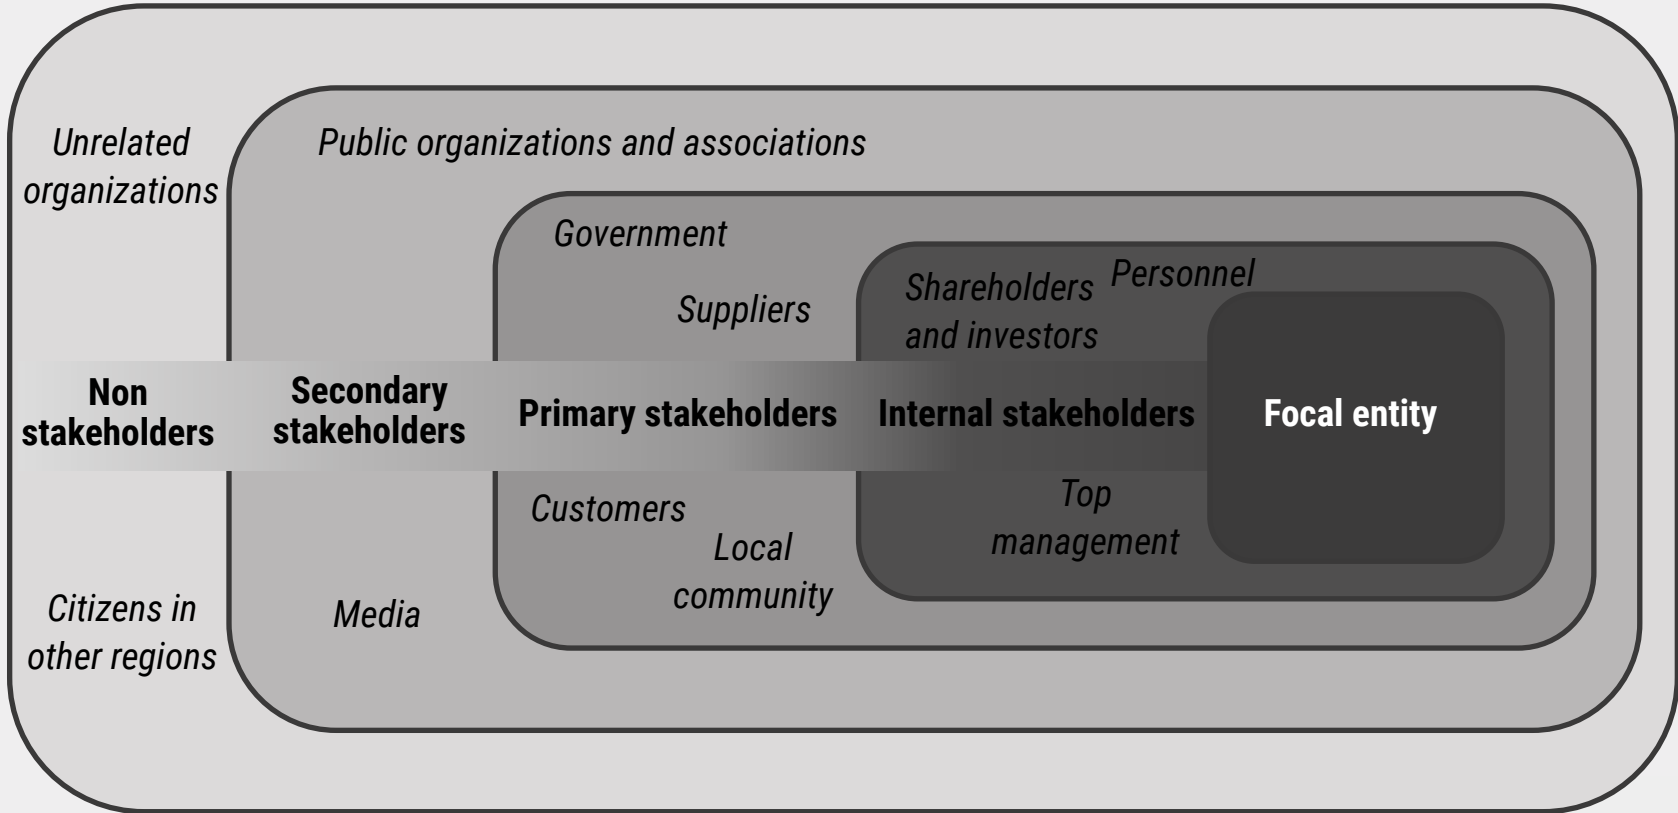 Unrelated
organizations
Public organizations and associations
Government
Suppliers
Shareholders
and investors
Personnel
Non
stakeholders
Secondary
stakeholders
Primary stakeholders
Internal stakeholders
Focal entity
Customers
Local
community
Top
management
Citizens in
other regions
Media